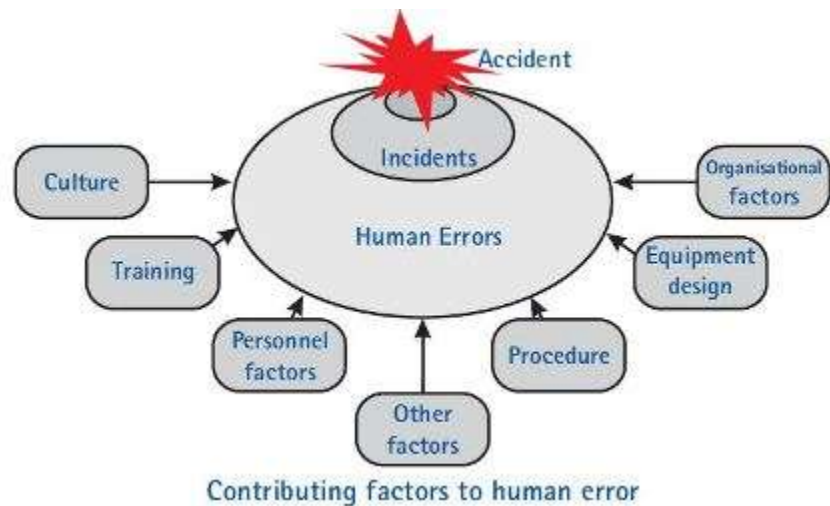 Accident
Incidents
Culture
Organisational
factors
Human Errors
Training
Equipment
design
Personnel
factors
Procedure
Other
factors
Contributing factors to human error